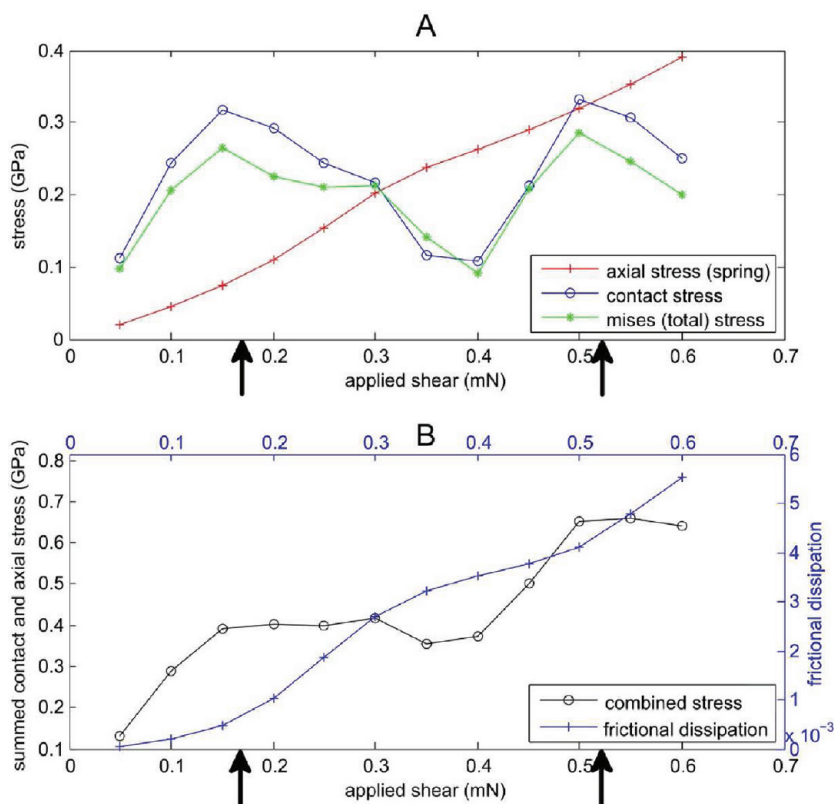 A
0.4
0.3
0.2
0.1
0
stress (GPa)
axial stress (spring)
contact stress
mises (total) stress
0 0.1 0.2 0.3 0.4 0.5 0.6 0.7
applied shear (mN)
B
0 0.1 0.2 0.3 0.4 0.5 0.6 0.7
0.8
0.7
0.6
0.5
0.4
0.3
0.2
0.1
summed contact and axial stress (GPa)
6
5
4
3
2
1
0
x 10-3
frictional dissipation
combined stress
frictional dissipation
0 0.1 0.2 0.3 0.4 0.5 0.6 0.7
applied shear (mN)